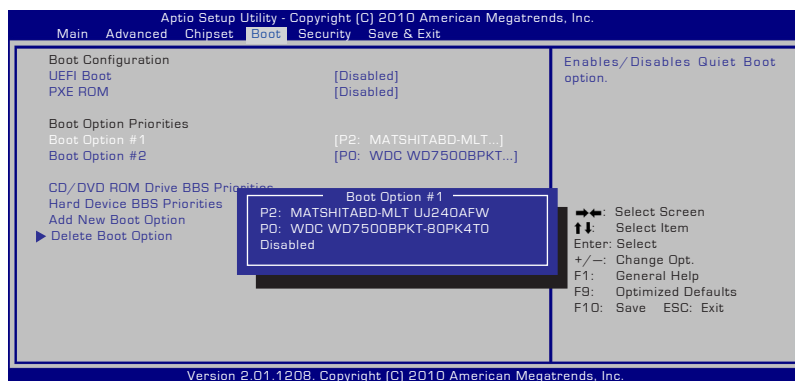 Aptio Setup Utility - Copyright (C) 2010 American Megatrends, Inc.
Main Advanced Chipset Boot Security Save & Exit
Boot Configuration
UEFI Boot [Disabled]
PXE ROM [Disabled]
Boot Option Priorities
Boot Option #1 [P2: MATSHITABD-MLT...]
Boot Option #2 [P0: WDC WD7500BPKT...]
CD/DVD ROM Drive BBS Priorities
Hard Device BBS Priorities
Add New Boot Option
Delete Boot Option
Boot Option #1
P2: MATSHITABD-MLT UJ240AFW
P0: WDC WD7500BPKT-80PK4T0
Disabled
Enables/Disables Quiet Boot
option.
→←: Select Screen
↑↓: Select Item
Enter: Select
+/–: Change Opt.
F1: General Help
F9: Optimized Defaults
F10: Save ESC: Exit
Version 2.01.1208. Copyright (C) 2010 American Megatrends, Inc.